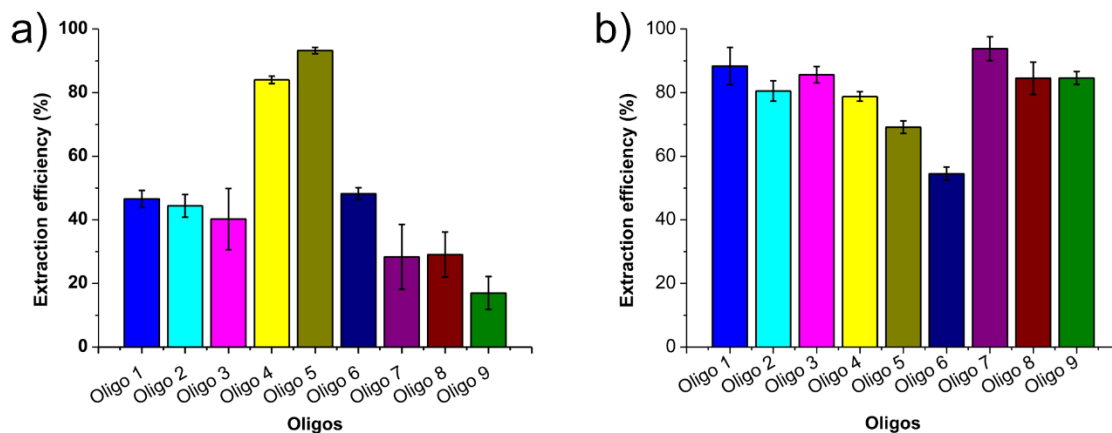 a)
Extraction efficiency (%)
100
80
60
40
20
0
Oligo 1
Oligo 2
Oligo 3
Oligo 4
Oligo 5
Oligo 6
Oligo 7
Oligo 8
Oligo 9
Oligos
b)
Extraction efficiency (%)
100
80
60
40
20
0
Oligo 1
Oligo 2
Oligo 3
Oligo 4
Oligo 5
Oligo 6
Oligo 7
Oligo 8
Oligo 9
Oligos